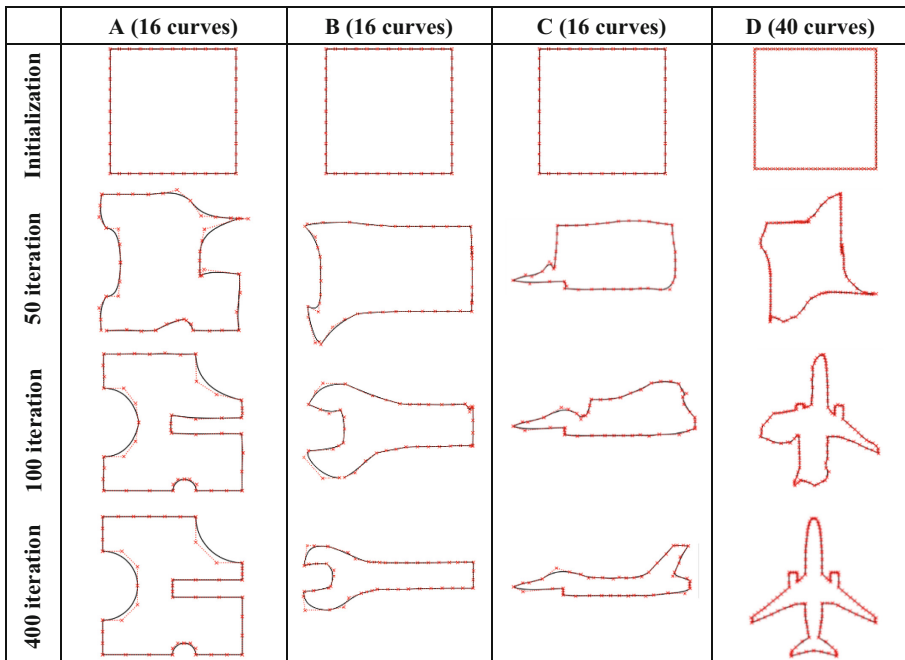 A (16 curves) B (16 curves) C (16 curves) D (40 curves)
Initialization
50 iteration
100 iteration
400 iteration